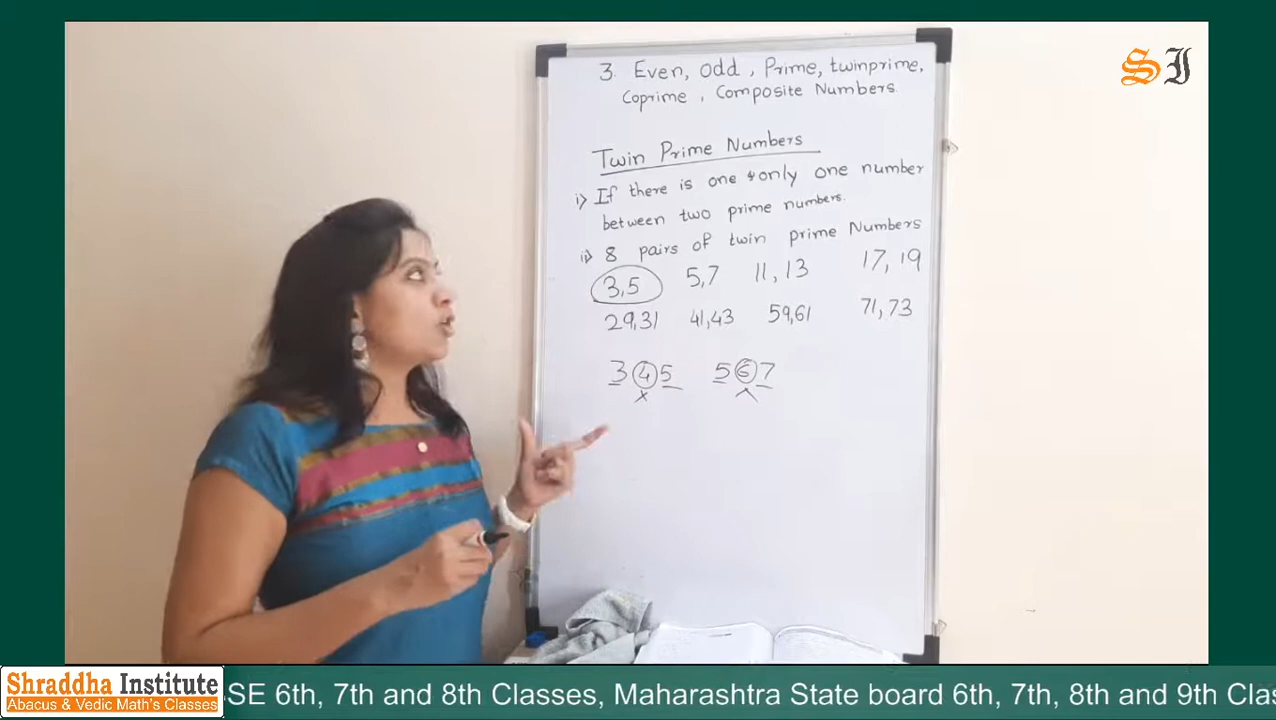 SI
3. Even, odd, Prime, twinprime,
Coprime, Composite Numbers.
Twin Prime Numbers
i) If there is one & only one number
between two prime numbers.
ii) 8 pairs of twin prime Numbers
3,5 5,7 11,13 17,19
29,31 41,43 59,61 71,73
3 4 5 5 6 7
x x
Shraddha Institute
Abacus & Vedic Math's Classes
SE 6th, 7th and 8th Classes, Maharashtra State board 6th, 7th, 8th and 9th Clas